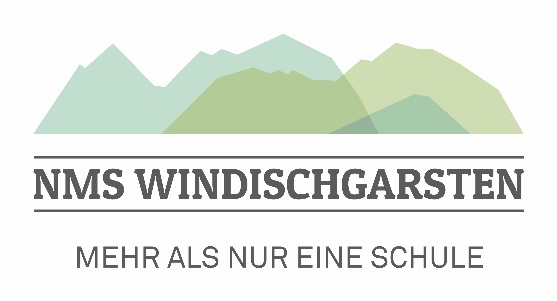 NMS WINDISCHGARSTEN
MEHR ALS NUR EINE SCHULE